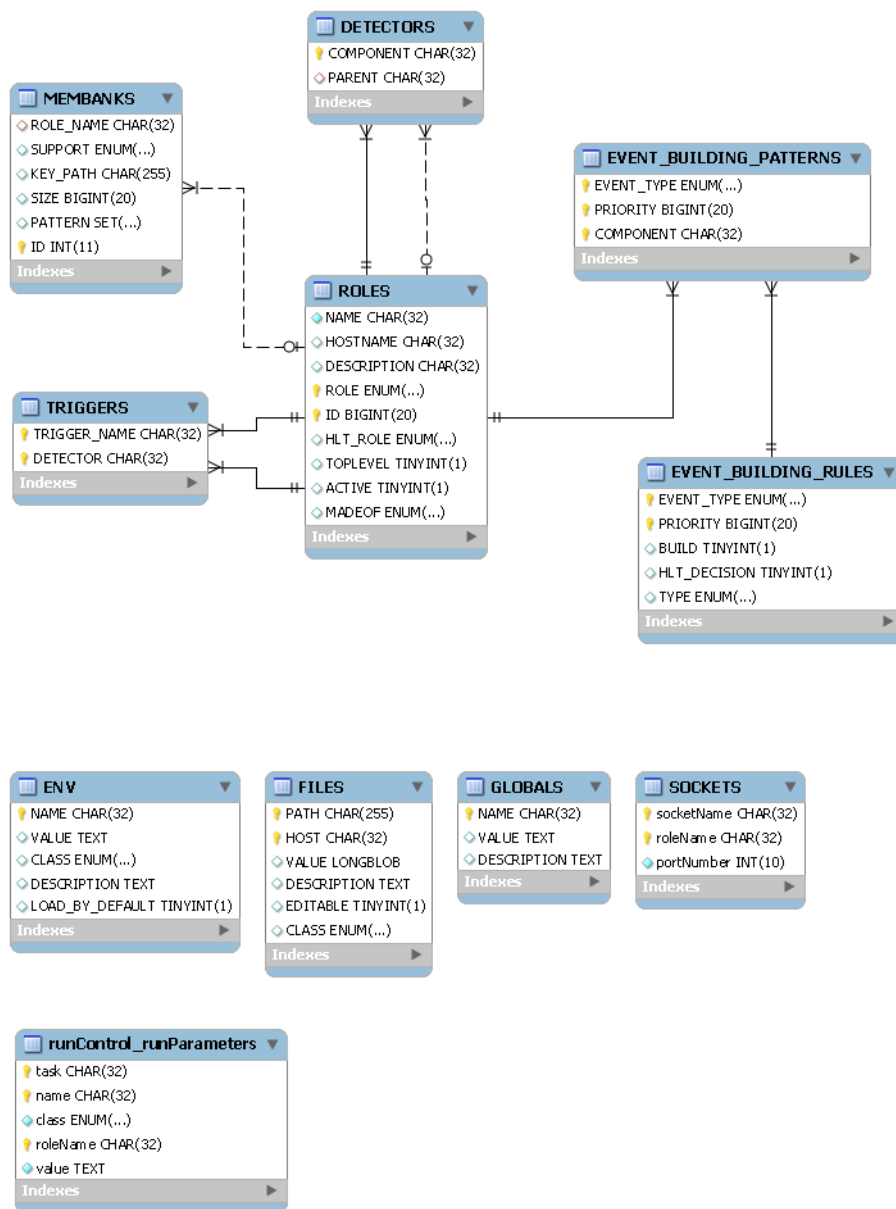 DETECTORS
COMPONENT CHAR(32)
PARENT CHAR(32)
Indexes
MEMBANKS
ROLE_NAME CHAR(32)
SUPPORT ENUM(...)
KEY_PATH CHAR(255)
SIZE BIGINT(20)
PATTERN SET(...)
ID INT(11)
Indexes
EVENT_BUILDING_PATTERNS
EVENT_TYPE ENUM(...)
PRIORITY BIGINT(20)
COMPONENT CHAR(32)
Indexes
ROLES
NAME CHAR(32)
HOSTNAME CHAR(32)
DESCRIPTION CHAR(32)
ROLE ENUM(...)
ID BIGINT(20)
HLT_ROLE ENUM(...)
TOPLEVEL TINYINT(1)
ACTIVE TINYINT(1)
MADEOF ENUM(...)
Indexes
TRIGGERS
TRIGGER_NAME CHAR(32)
DETECTOR CHAR(32)
Indexes
EVENT_BUILDING_RULES
EVENT_TYPE ENUM(...)
PRIORITY BIGINT(20)
BUILD TINYINT(1)
HLT_DECISION TINYINT(1)
TYPE ENUM(...)
Indexes
ENV
NAME CHAR(32)
VALUE TEXT
CLASS ENUM(...)
DESCRIPTION TEXT
LOAD_BY_DEFAULT TINYINT(1)
Indexes
FILES
PATH CHAR(255)
HOST CHAR(32)
VALUE LONGBLOB
DESCRIPTION TEXT
EDITABLE TINYINT(1)
CLASS ENUM(...)
Indexes
GLOBALS
NAME CHAR(32)
VALUE TEXT
DESCRIPTION TEXT
Indexes
SOCKETS
socketName CHAR(32)
roleName CHAR(32)
portNumber INT(10)
Indexes
runControl_runParameters
task CHAR(32)
name CHAR(32)
class ENUM(...)
roleName CHAR(32)
value TEXT
Indexes